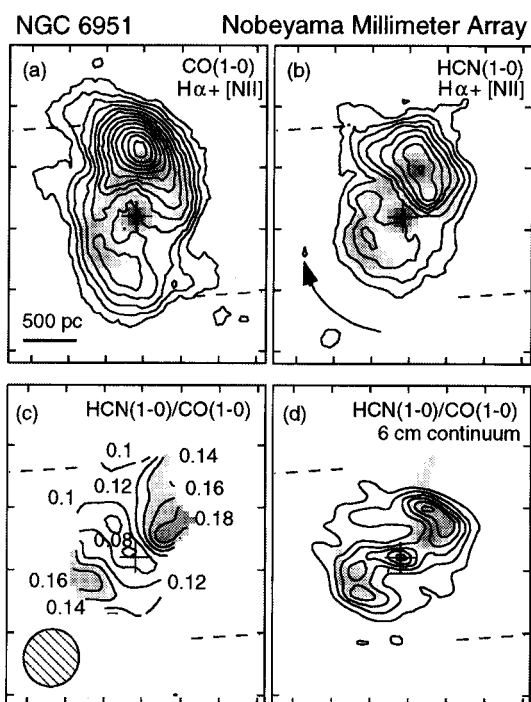 NGC 6951 Nobeyama Millimeter Array
(a) CO(1-0)
Hα+ [NII]
500 pc
(b) HCN(1-0)
Hα+ [NII]
(c) HCN(1-0)/CO(1-0)
0.1
0.14
0.1
0.12
0.16
0.08
0.18
0.16
0.12
0.14
(d) HCN(1-0)/CO(1-0)
6 cm continuum